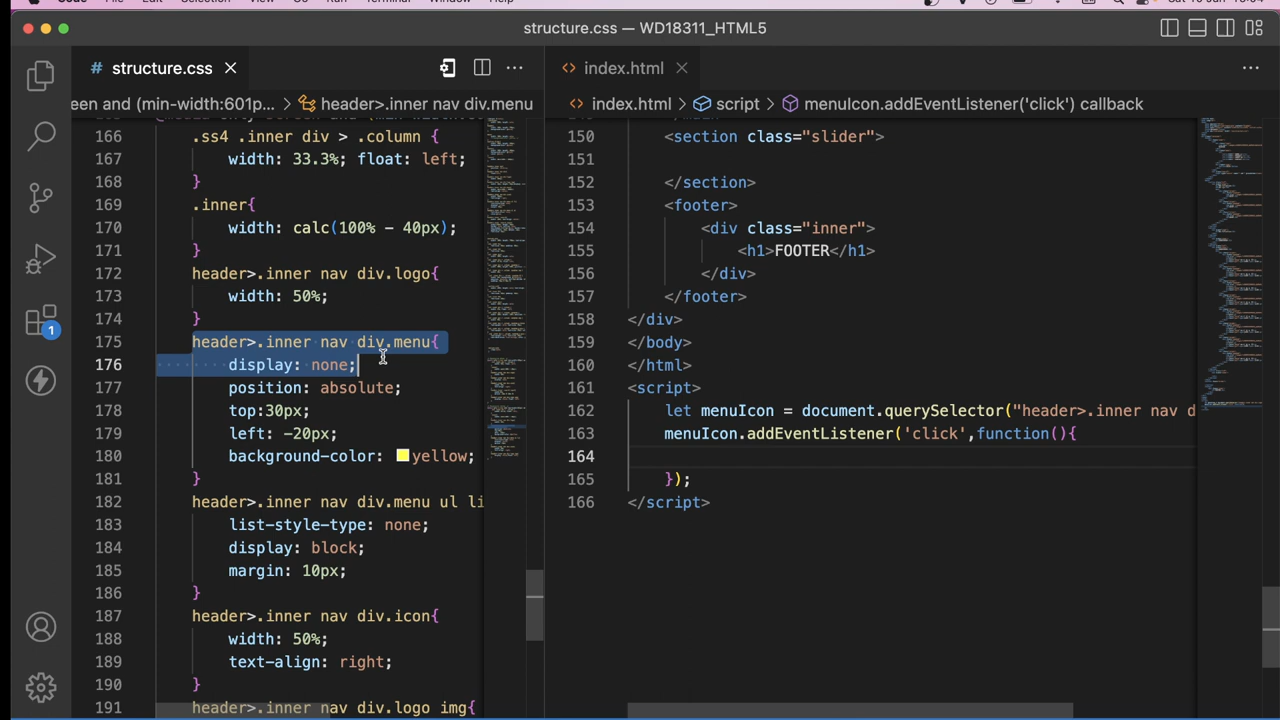 structure.css — WD18311_HTML5
# structure.css
een and (min-width:601p... > header>.inner nav div.menu
166 .ss4 .inner div > .column {
167 width: 33.3%; float: left;
168 }
169 .inner{
170 width: calc(100% - 40px);
171 }
172 header>.inner nav div.logo{
173 width: 50%;
174 }
175 header>.inner nav div.menu{
176 display: none;
177 position: absolute;
178 top:30px;
179 left: -20px;
180 background-color: yellow;
181 }
182 header>.inner nav div.menu ul li
183 list-style-type: none;
184 display: block;
185 margin: 10px;
186 }
187 header>.inner nav div.icon{
188 width: 50%;
189 text-align: right;
190 }
191 header>.inner nav div.logo img{
1
<> index.html
<> index.html > script > menuIcon.addEventListener('click') callback
150 <section class="slider">
151
152 </section>
153 <footer>
154 <div class="inner">
155 <h1>FOOTER</h1>
156 </div>
157 </footer>
158 </div>
159 </body>
160 </html>
161 <script>
162 let menuIcon = document.querySelector("header>.inner nav d
163 menuIcon.addEventListener('click',function(){
164
165 });
166 </script>